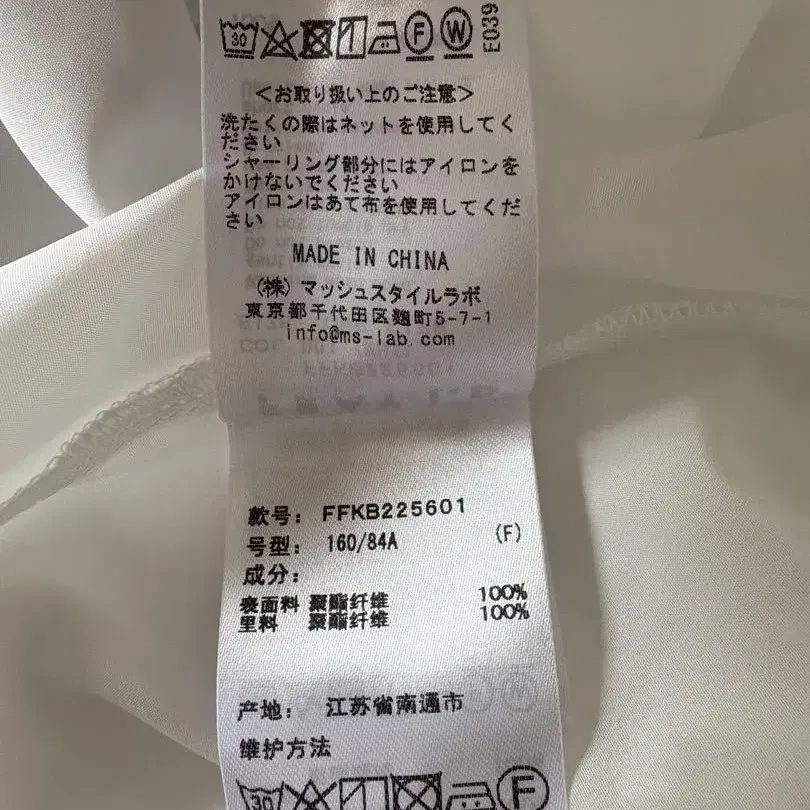 30 F W
E039
<お取り扱い上のご注意>
洗たくの際はネットを使用してく
ださい
シャーリング部分にはアイロンを
かけないでください
アイロンはあて布を使用してくだ
さい
MADE IN CHINA
(株) マッシュスタイルラボ
東京都千代田区麹町5-7-1
info@ms-lab.com
款号: FFKB225601
号型: 160/84A (F)
成分:
表面料 聚酯纤维 100%
里料 聚酯纤维 100%
产地: 江苏省南通市
维护方法
30 F